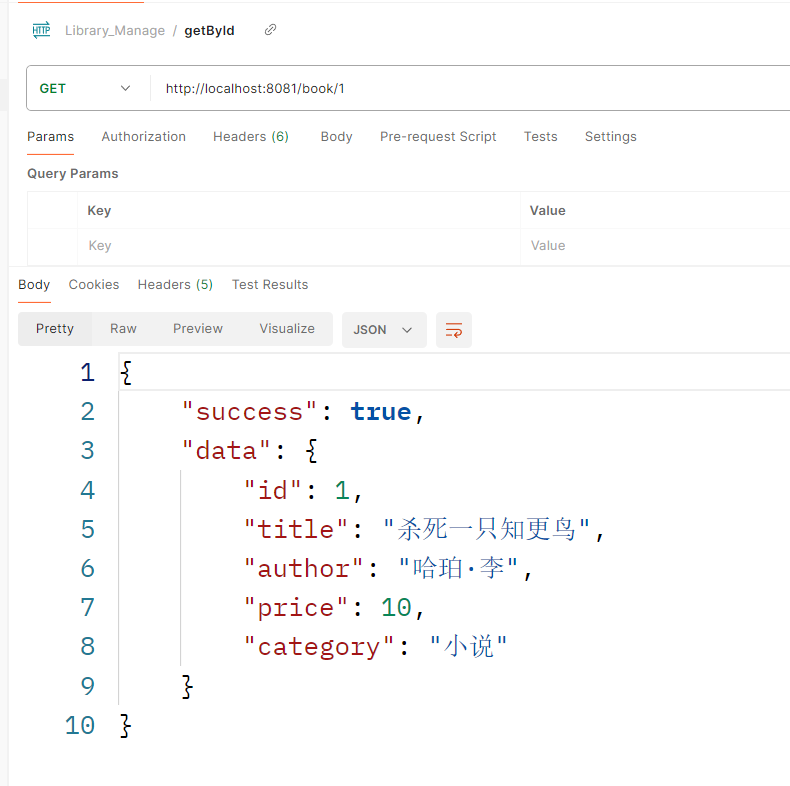 HTTP Library_Manage / getById
GET http://localhost:8081/book/1
Params Authorization Headers (6) Body Pre-request Script Tests Settings
Query Params
Key Value
Key Value
Body Cookies Headers (5) Test Results
Pretty Raw Preview Visualize JSON
1 {
2 "success": true,
3 "data": {
4 "id": 1,
5 "title": "杀死一只知更鸟",
6 "author": "哈珀·李",
7 "price": 10,
8 "category": "小说"
9 }
10 }